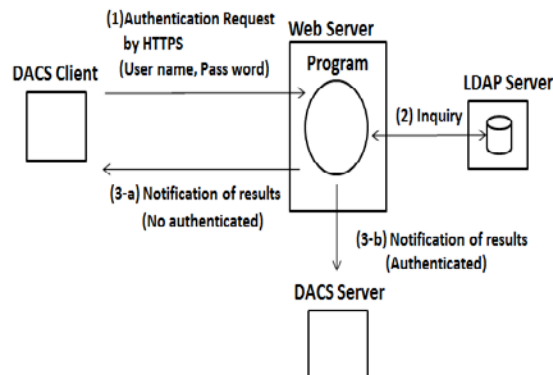 (1)Authentication Request
by HTTPS
(User name, Pass word)
Web Server
Program
DACS Client
LDAP Server
(2) Inquiry
(3-a) Notification of results
(No authenticated)
(3-b) Notification of results
(Authenticated)
DACS Server